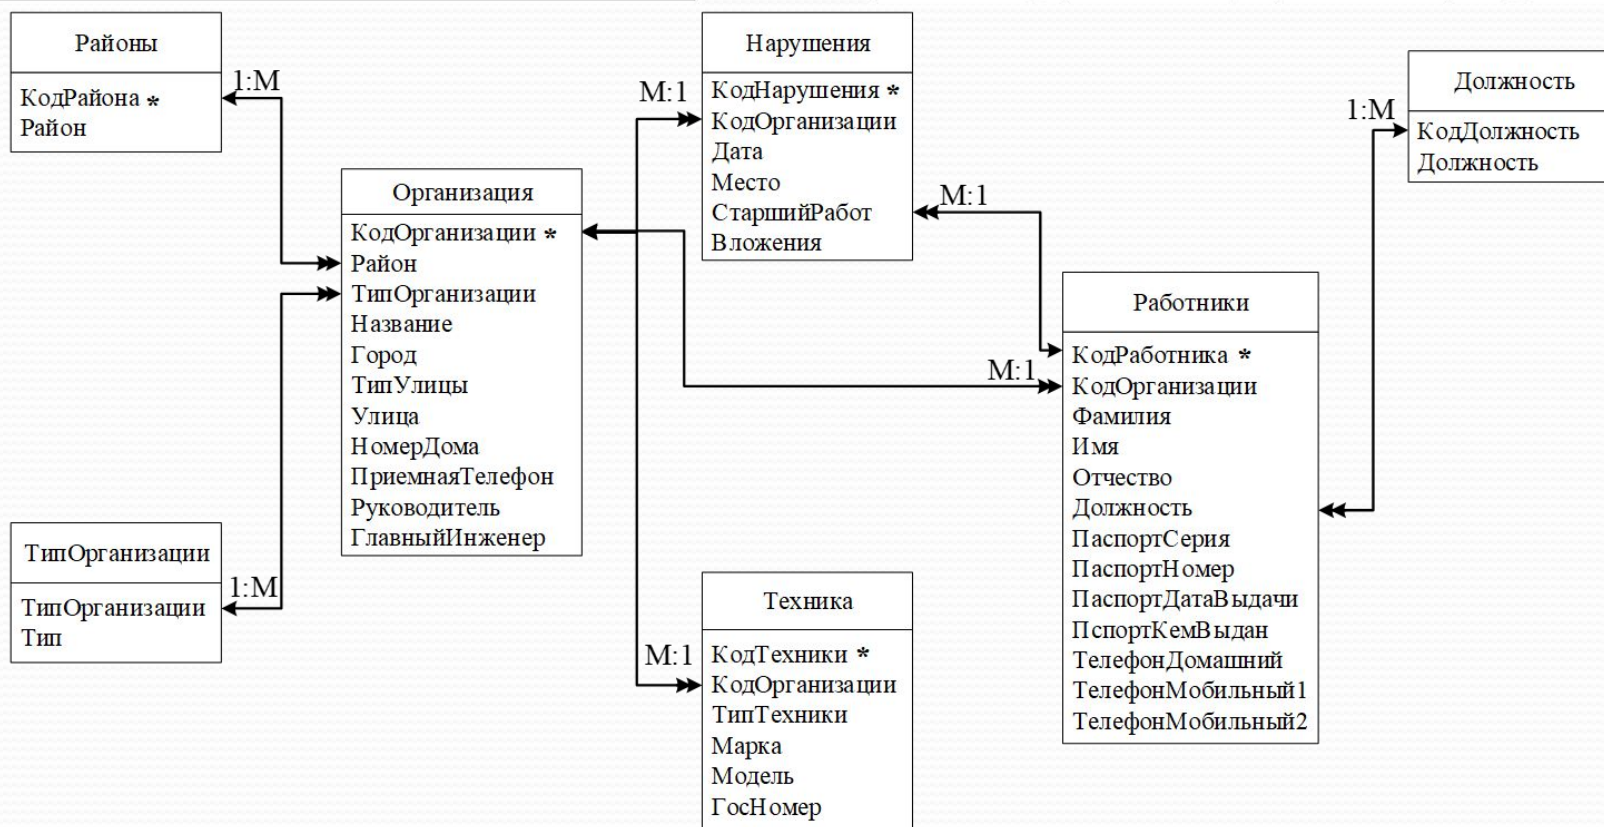 Районы
КодРайона *
Район
1:М
Организация
КодОрганизации *
Район
ТипОрганизации
Название
Город
ТипУлицы
Улица
НомерДома
ПриемнаяТелефон
Руководитель
ГлавныйИнженер
ТипОрганизации
ТипОрганизации
Тип
1:М
Нарушения
КодНарушения *
КодОрганизации
Дата
Место
СтаршийРабот
Вложения
М:1
М:1
Техника
КодТехники *
КодОрганизации
ТипТехники
Марка
Модель
ГосНомер
М:1
Работники
КодРаботника *
КодОрганизации
Фамилия
Имя
Отчество
Должность
ПаспортСерия
ПаспортНомер
ПаспортДатаВыдачи
ПспортКемВыдан
ТелефонДомашний
ТелефонМобильный1
ТелефонМобильный2
М:1
Должность
КодДолжность
Должность
1:М